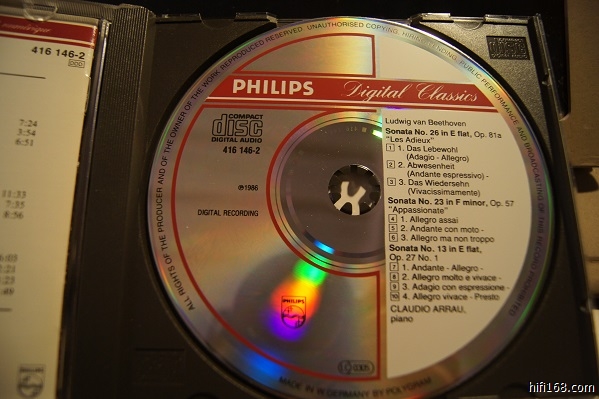 416 146-2
DDD
7:24
3:54
6:51
11:33
7:35
8:56
ALL RIGHTS OF THE PRODUCER AND OF THE OWNER OF THE WORK REPRODUCED RESERVED UNAUTHORISED COPYING, HIRING, LENDING, PUBLIC PERFORMANCE AND BROADCASTING OF THIS RECORD PROHIBITED
PHILIPS
Digital Classics
COMPACT
disc
DIGITAL AUDIO
416 146-2
℗1986
DIGITAL RECORDING
Ludwig van Beethoven
Sonata No. 26 in E flat, Op. 81a
"Les Adieux"
1 1. Das Lebewohl
(Adagio - Allegro)
2 2. Abwesenheit
(Andante espressivo) -
3 3. Das Wiedersehn
(Vivacissimamente)
Sonata No. 23 in F minor, Op. 57
"Appassionate"
4 1. Allegro assai
5 2. Andante con moto -
6 3. Allegro ma non troppo
Sonata No. 13 in E flat,
Op. 27 No. 1
7 1. Andante - Allegro -
8 2. Allegro molto e vivace -
9 3. Adagio con espressione -
10 4. Allegro vivace - Presto
CLAUDIO ARRAU,
piano
PHILIPS
MADE IN W.GERMANY BY POLYGRAM
hifi168.com